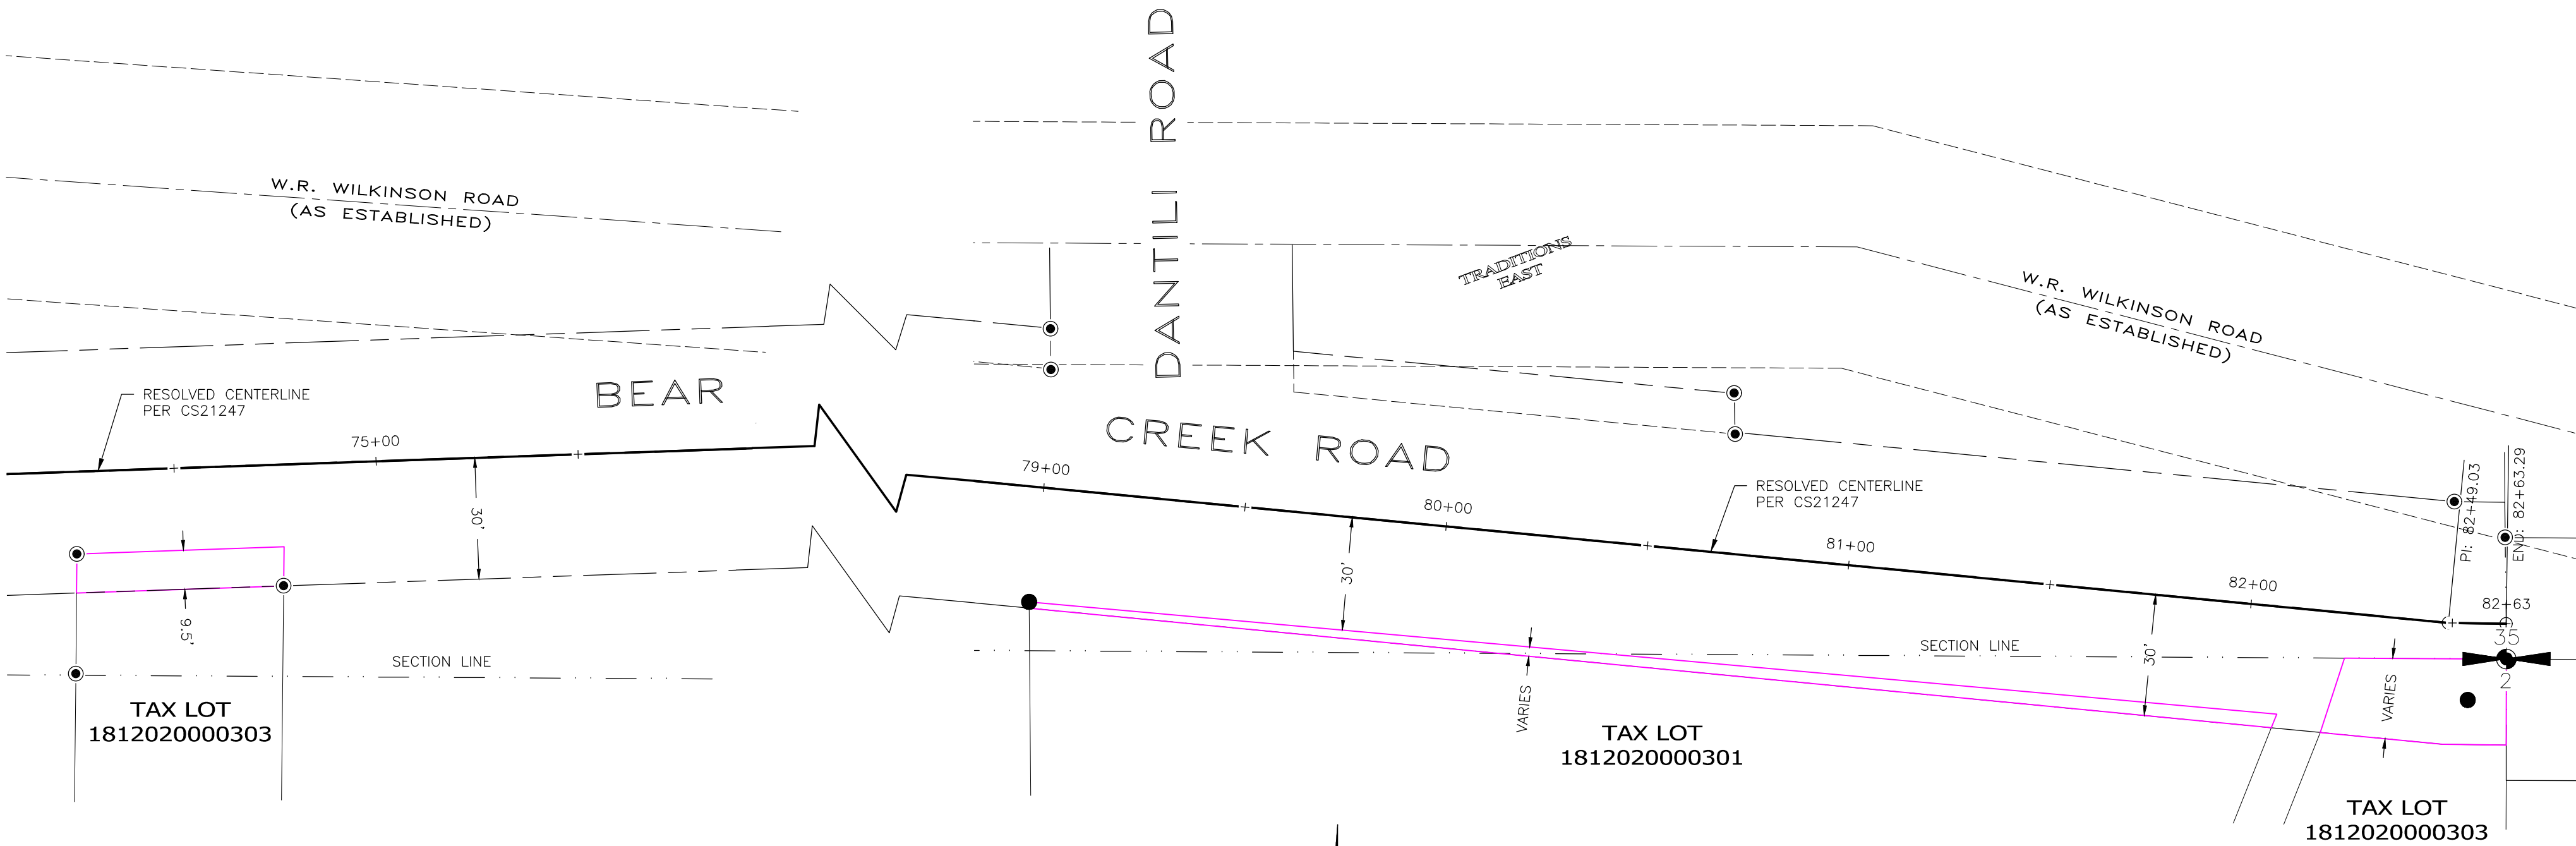 DANTILI ROAD
W.R. WILKINSON ROAD
(AS ESTABLISHED)
TRADITIONS
EAST
W.R. WILKINSON ROAD
(AS ESTABLISHED)
RESOLVED CENTERLINE
PER CS21247
BEAR
CREEK ROAD
75+00
79+00
80+00
81+00
82+00
RESOLVED CENTERLINE
PER CS21247
PI: 82+49.03
END: 82+63.29
82+63
30'
30'
30'
9.5'
35
2
SECTION LINE
SECTION LINE
VARIES
VARIES
TAX LOT
1812020000303
TAX LOT
1812020000301
TAX LOT
1812020000303